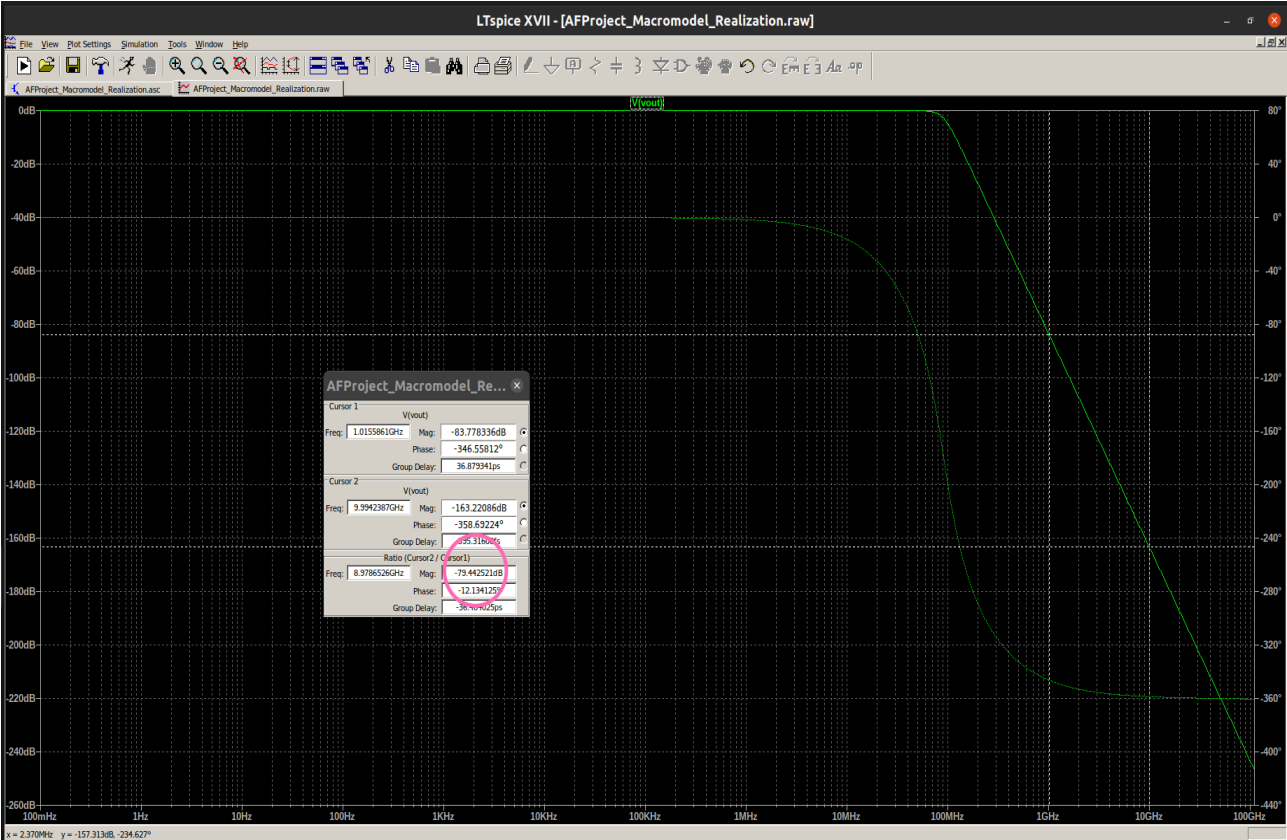 LTspice XVII - [AFProject_Macromodel_Realization.raw]
File View Plot Settings Simulation Tools Window Help
AFProject_Macromodel_Realization.asc AFProject_Macromodel_Realization.raw
V(vout)
0dB 80°
-20dB 40°
-40dB 0°
-60dB -40°
-80dB -80°
-100dB -120°
-120dB -160°
-140dB -200°
-160dB -240°
-180dB -280°
-200dB -320°
-220dB -360°
-240dB -400°
-260dB -440°
100mHz 1Hz 10Hz 100Hz 1KHz 10KHz 100KHz 1MHz 10MHz 100MHz 1GHz 10GHz 100GHz
AFProject_Macromodel_Re...
Cursor 1
V(vout)
Freq: 1.0155861GHz Mag: -83.778336dB
Phase: -346.55812°
Group Delay: 36.879341ps
Cursor 2
V(vout)
Freq: 9.9942387GHz Mag: -163.22086dB
Phase: -358.69224°
Group Delay:
Ratio (Cursor2 / Cursor1)
Freq: 8.9786526GHz Mag: -79.442521dB
Phase: -12.134125°
Group Delay:
x = 2.370MHz y = -157.313dB, -234.627°